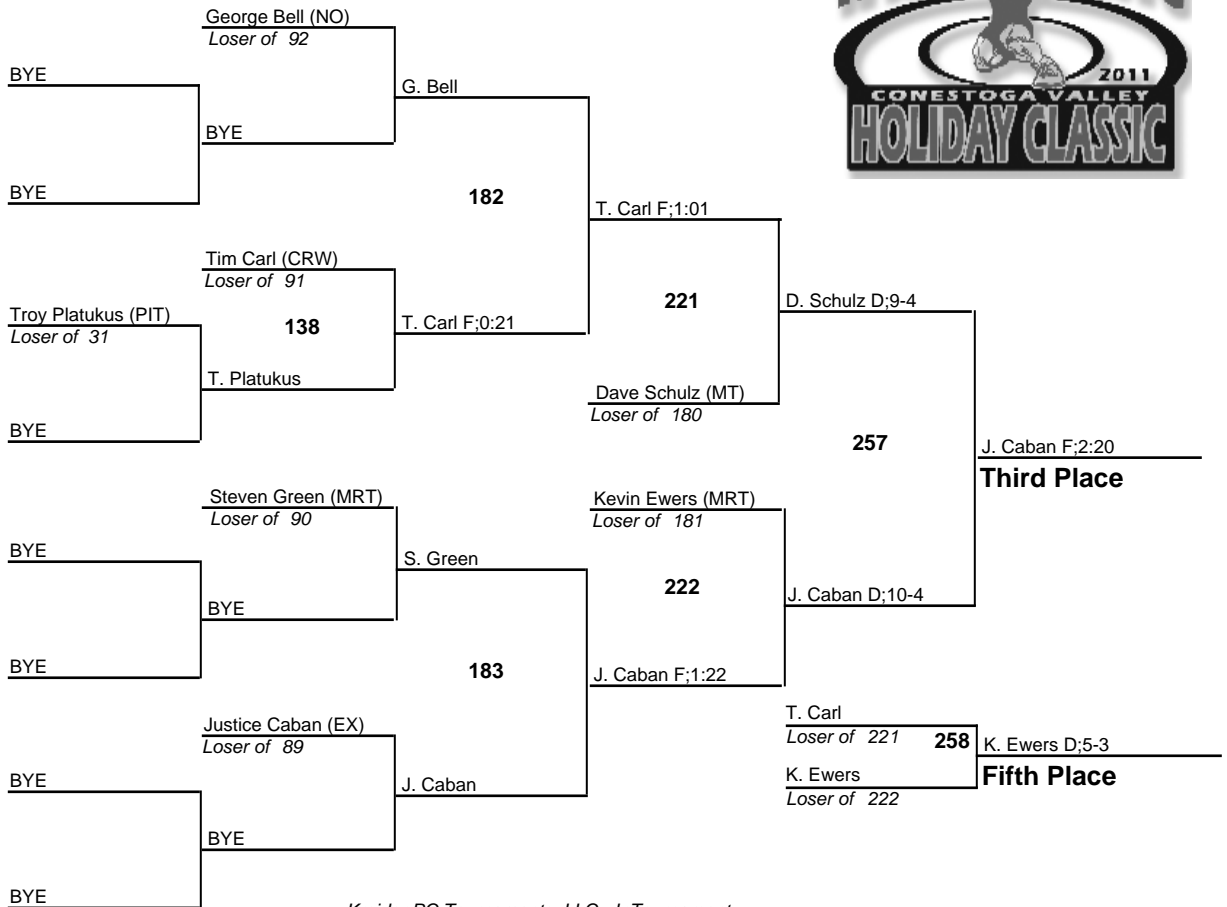 George Bell (NO)
Loser of 92
2011
CONESTOGA VALLEY
HOLIDAY CLASSIC
BYE
G. Bell
BYE
BYE
182
T. Carl F;1:01
Tim Carl (CRW)
Loser of 91
221
D. Schulz D;9-4
Troy Platukus (PIT)
Loser of 31
138
T. Carl F;0:21
T. Platukus
Dave Schulz (MT)
Loser of 180
BYE
257
J. Caban F;2:20
Third Place
Steven Green (MRT)
Loser of 90
Kevin Ewers (MRT)
Loser of 181
BYE
S. Green
222
J. Caban D;10-4
BYE
BYE
183
J. Caban F;1:22
Justice Caban (EX)
Loser of 89
T. Carl
Loser of 221
258
K. Ewers D;5-3
Fifth Place
K. Ewers
Loser of 222
BYE
J. Caban
BYE
BYE